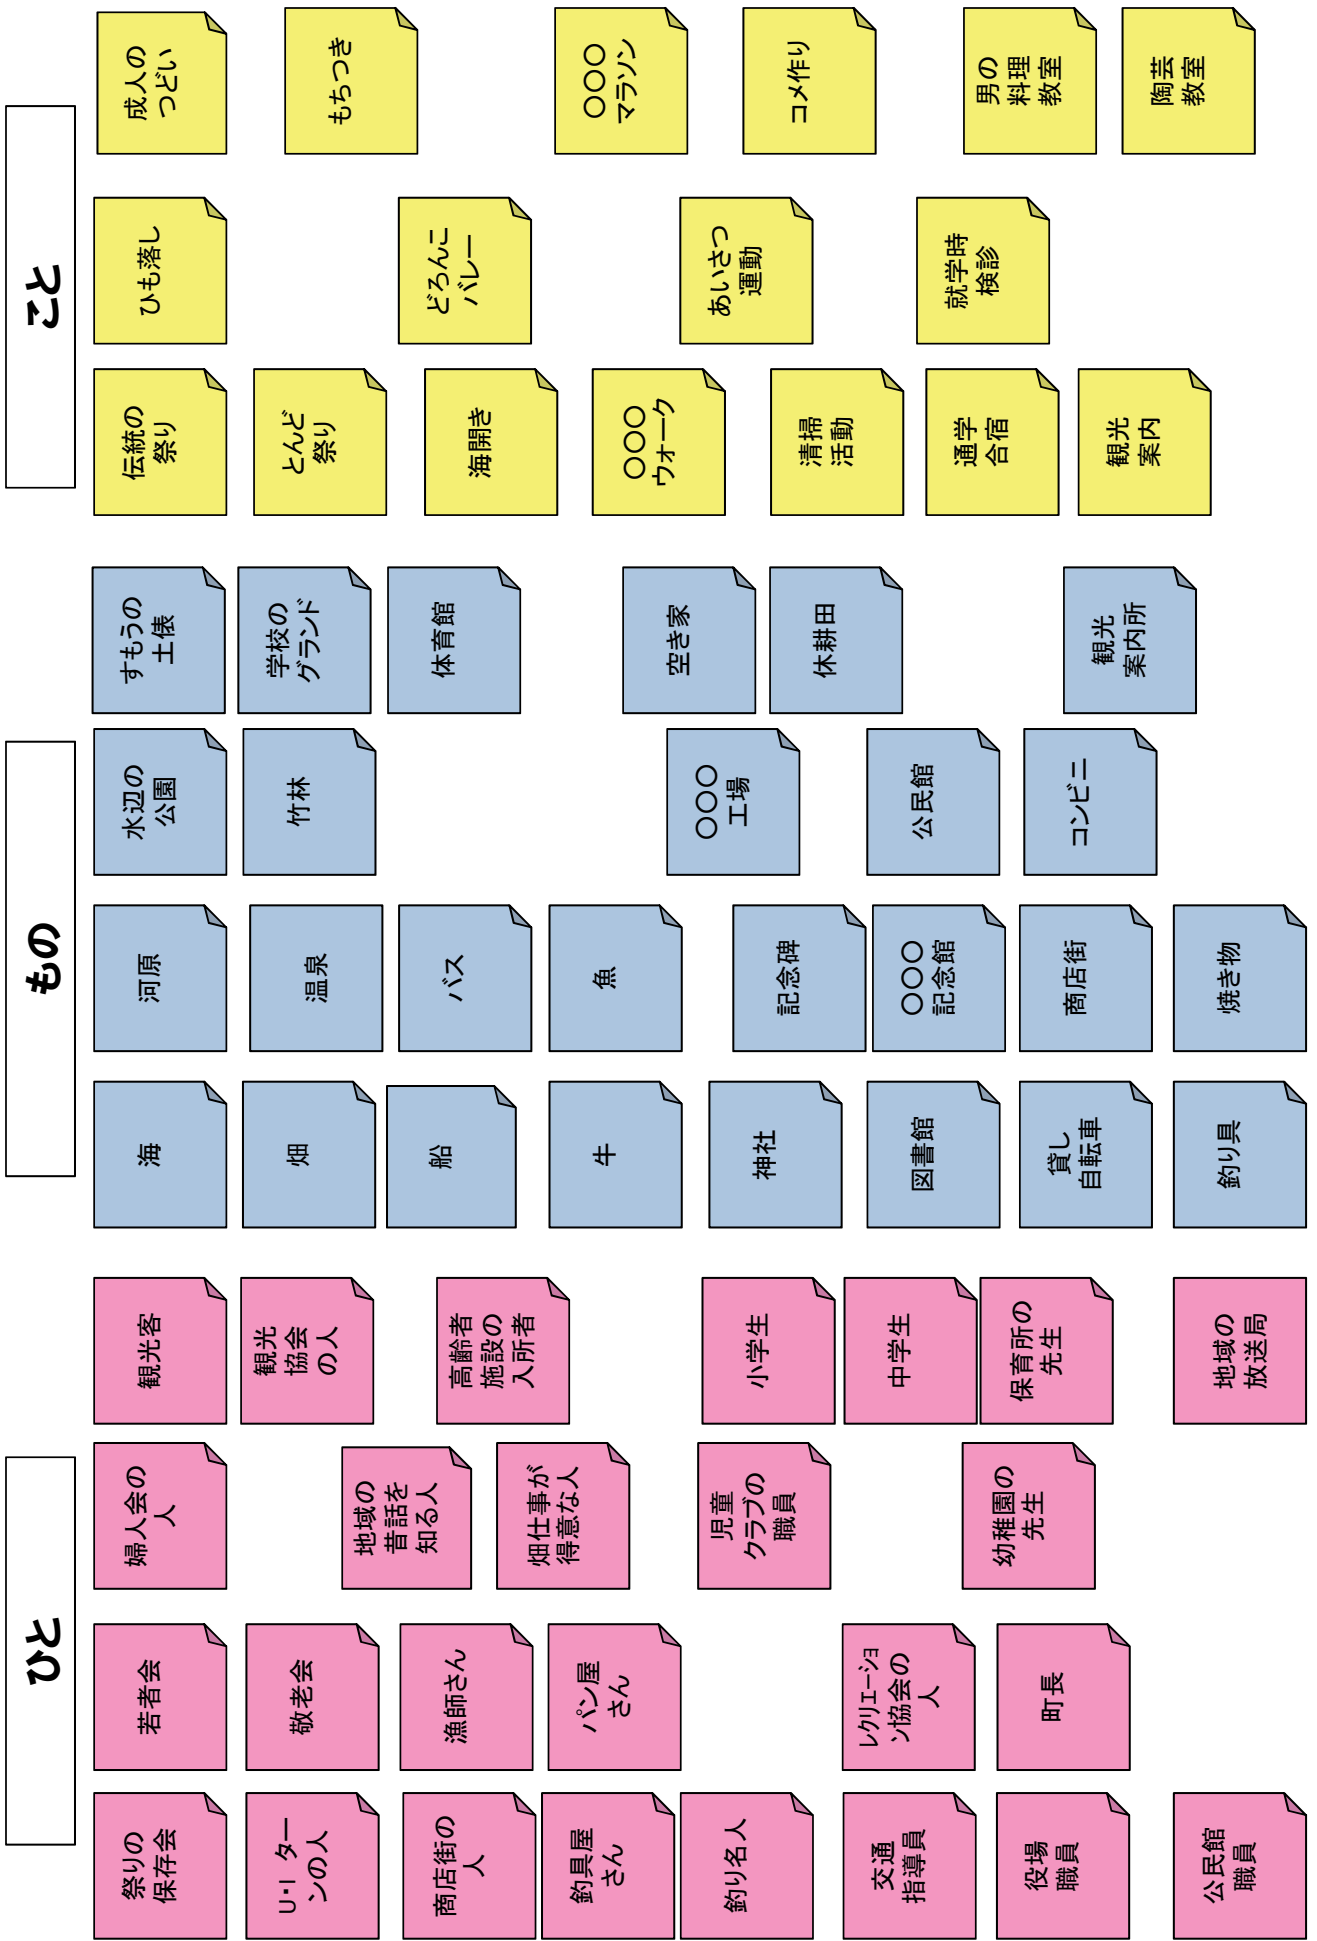 ひと
祭りの
保存会
若者会
婦人会の
人
観光客
U・I ター
ンの人
敬老会
観光
協会
の人
商店街の
人
漁師さん
地域の
昔話を
知る人
高齢者
施設の
入所者
釣具屋
さん
パン屋
さん
畑仕事が
得意な人
釣り名人
児童
クラブの
職員
小学生
交通
指導員
レクリエーショ
ン協会の
人
中学生
役場
職員
町長
幼稚園の
先生
保育所の
先生
公民館
職員
地域の
放送局
もの
海
河原
水辺の
公園
すもうの
土俵
畑
温泉
竹林
学校の
グランド
船
バス
体育館
牛
魚
神社
記念碑
〇〇〇
工場
空き家
図書館
〇〇〇
記念館
公民館
休耕田
貸し
自転車
商店街
コンビニ
観光
案内所
釣り具
焼き物
こと
伝統の
祭り
ひも落し
成人の
つどい
とんど
祭り
もちつき
海開き
どろんこ
バレー
〇〇〇
ウォーク
〇〇〇
マラソン
清掃
活動
あいさつ
運動
コメ作り
通学
合宿
就学時
検診
男の
料理
教室
観光
案内
陶芸
教室